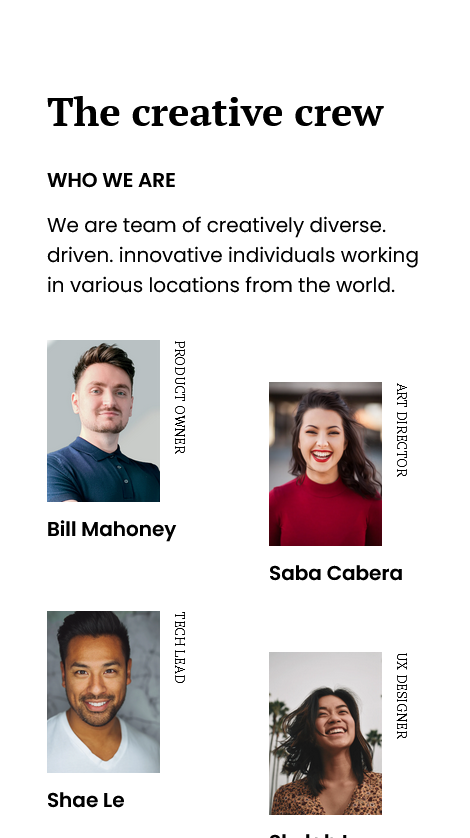 The creative crew
WHO WE ARE
We are team of creatively diverse.
driven. innovative individuals working
in various locations from the world.
PRODUCT OWNER
Bill Mahoney
ART DIRECTOR
Saba Cabera
TECH LEAD
Shae Le
UX DESIGNER